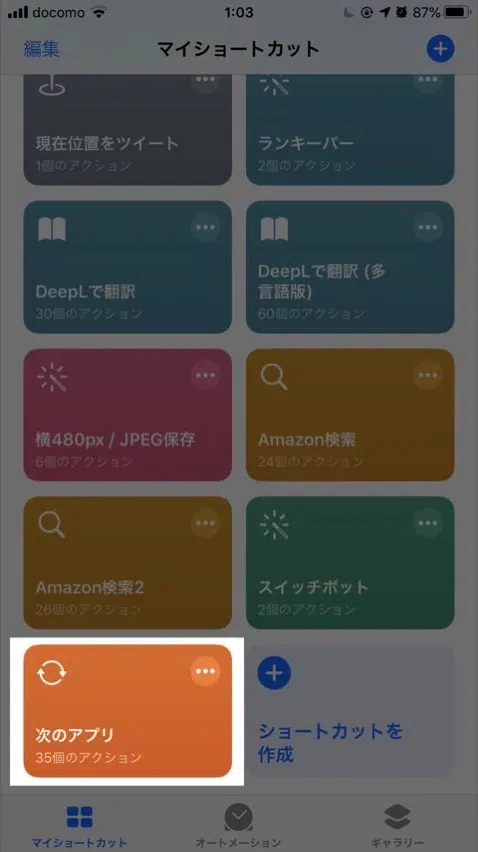 docomo 1:03 87%
編集 マイショートカット
現在位置をツイート
1個のアクション
ランキーパー
2個のアクション
DeepLで翻訳
30個のアクション
DeepLで翻訳 (多
言語版)
60個のアクション
横480px / JPEG保存
6個のアクション
Amazon検索
24個のアクション
Amazon検索2
26個のアクション
スイッチボット
2個のアクション
次のアプリ
35個のアクション
ショートカットを
作成
マイショートカット オートメーション ギャラリー